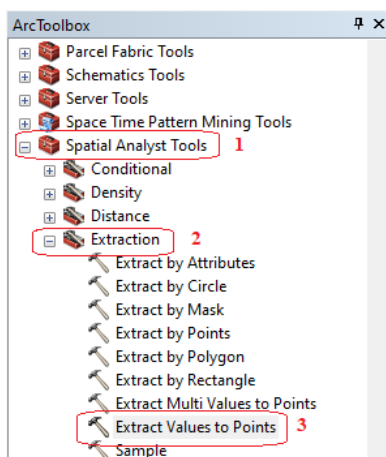 ArcToolbox
Parcel Fabric Tools
Schematics Tools
Server Tools
Space Time Pattern Mining Tools
Spatial Analyst Tools 1
Conditional
Density
Distance
Extraction 2
Extract by Attributes
Extract by Circle
Extract by Mask
Extract by Points
Extract by Polygon
Extract by Rectangle
Extract Multi Values to Points
Extract Values to Points 3
Sample